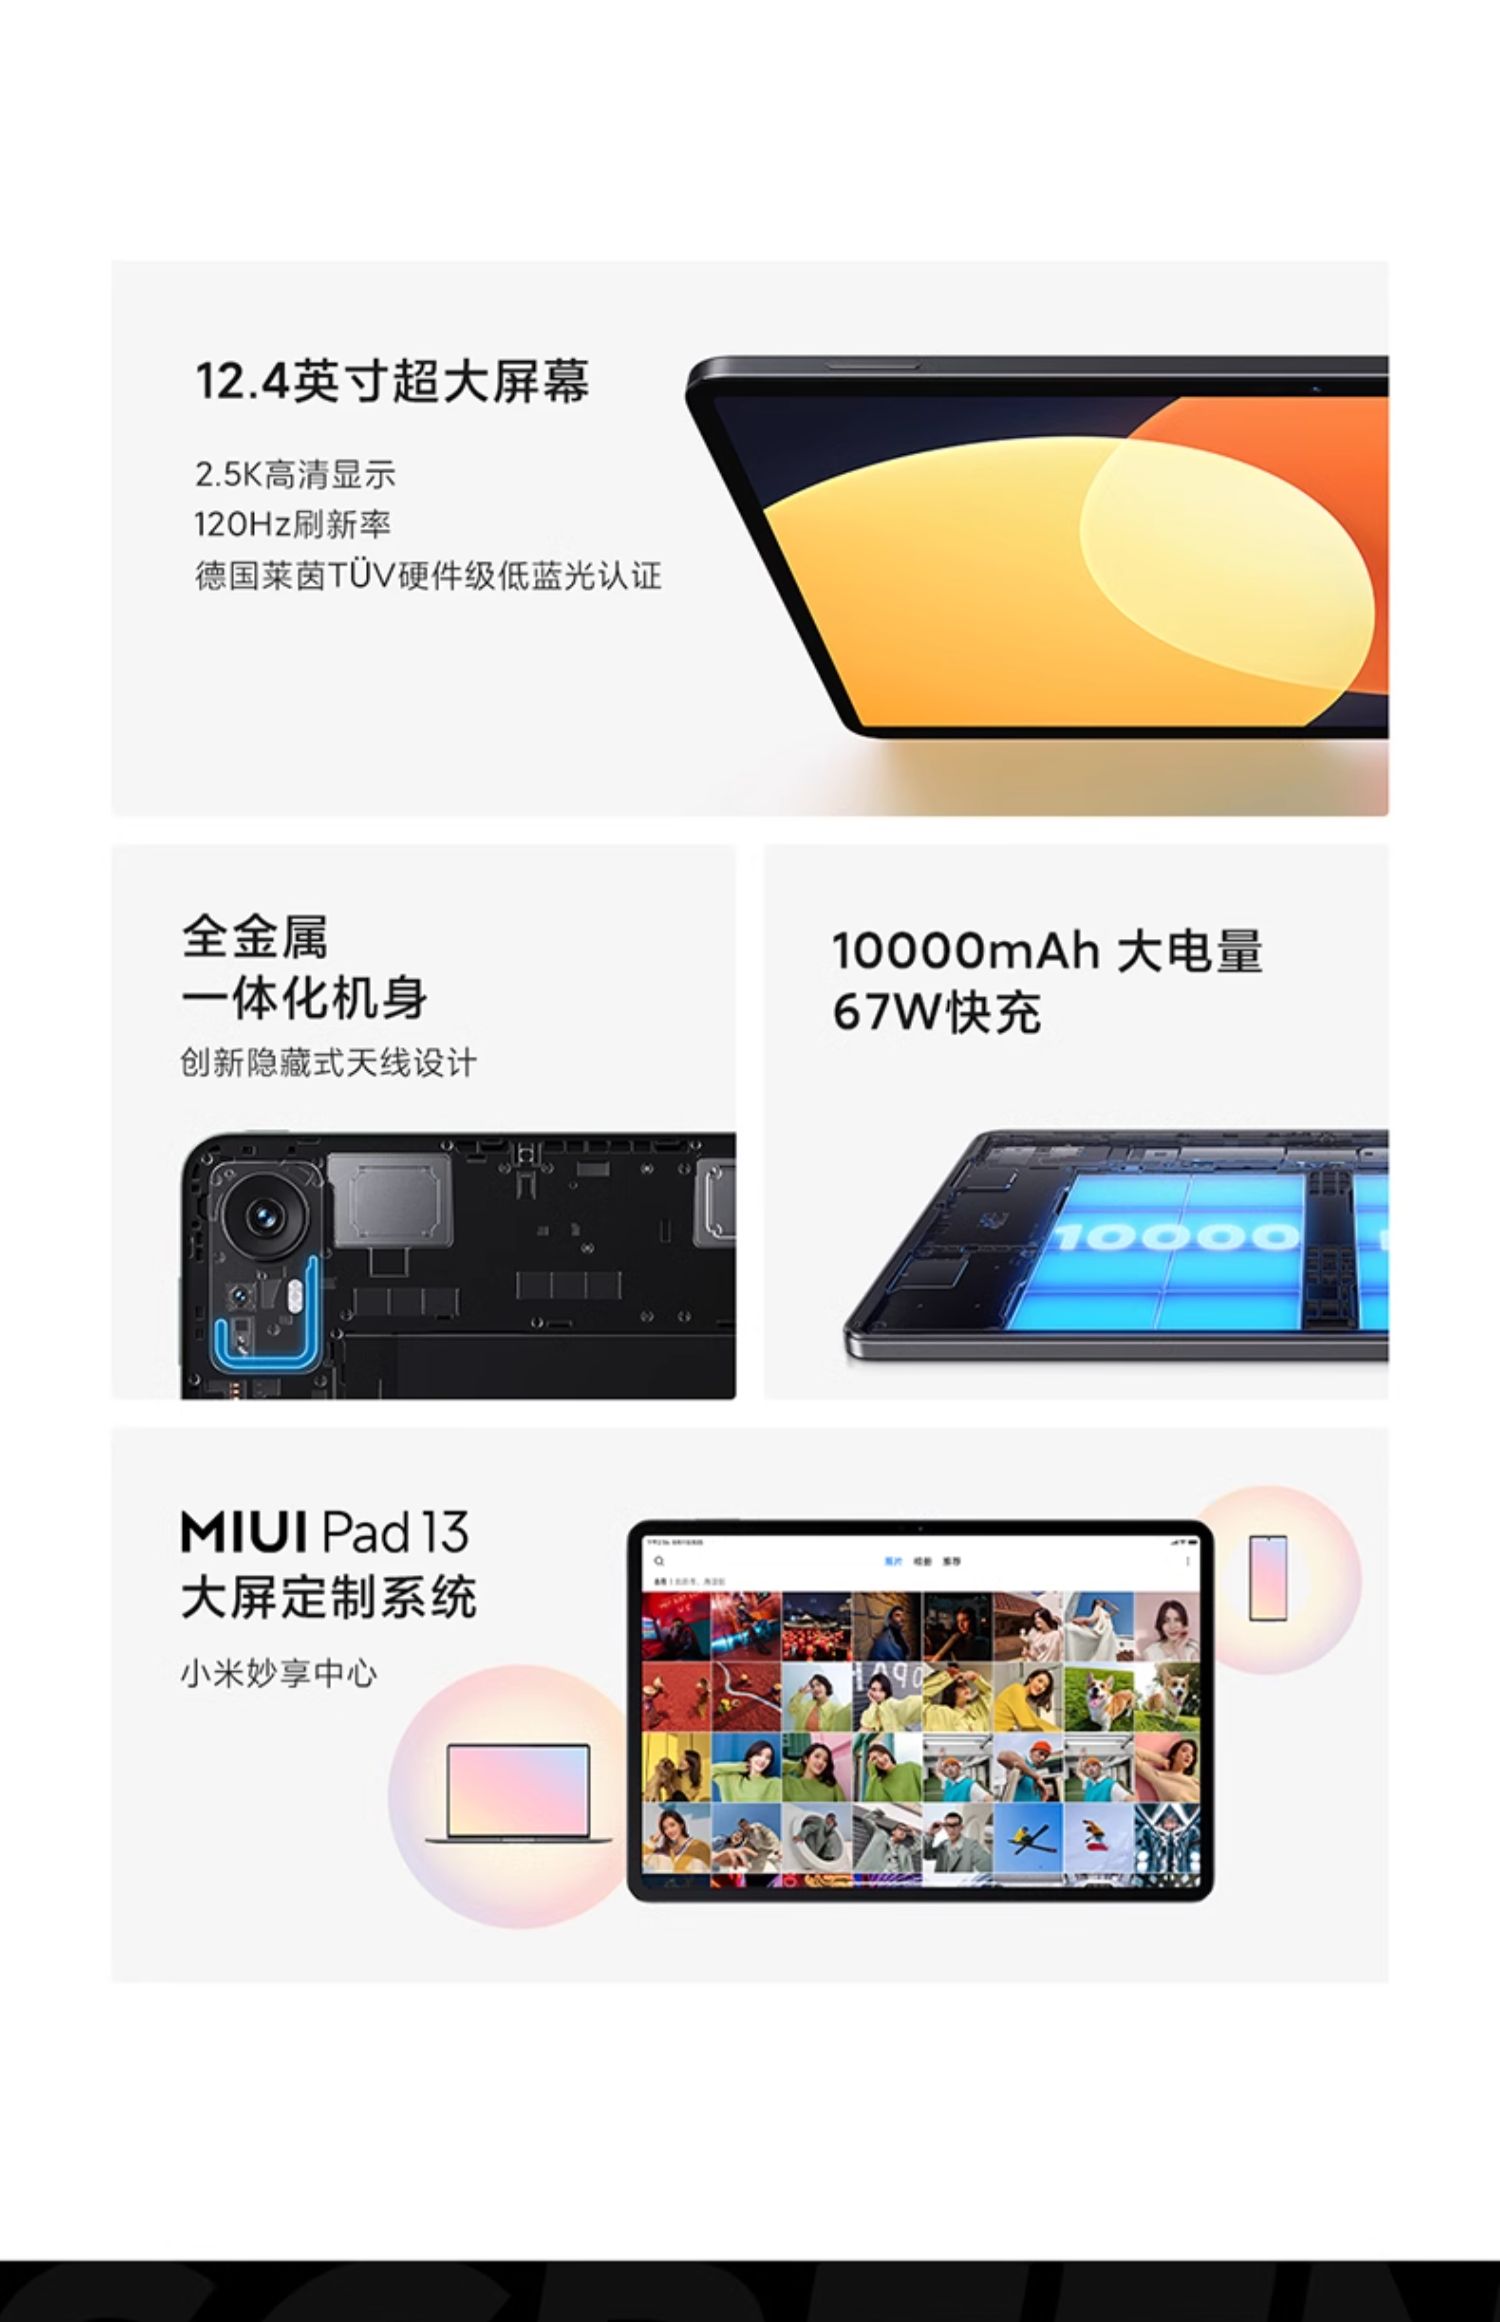 12.4英寸超大屏幕
2.5K高清显示
120Hz刷新率
德国莱茵TÜV硬件级低蓝光认证
全金属
一体化机身
创新隐藏式天线设计
10000mAh 大电量
67W快充
10000
MIUI Pad 13
大屏定制系统
小米妙享中心
照片 相册 推荐